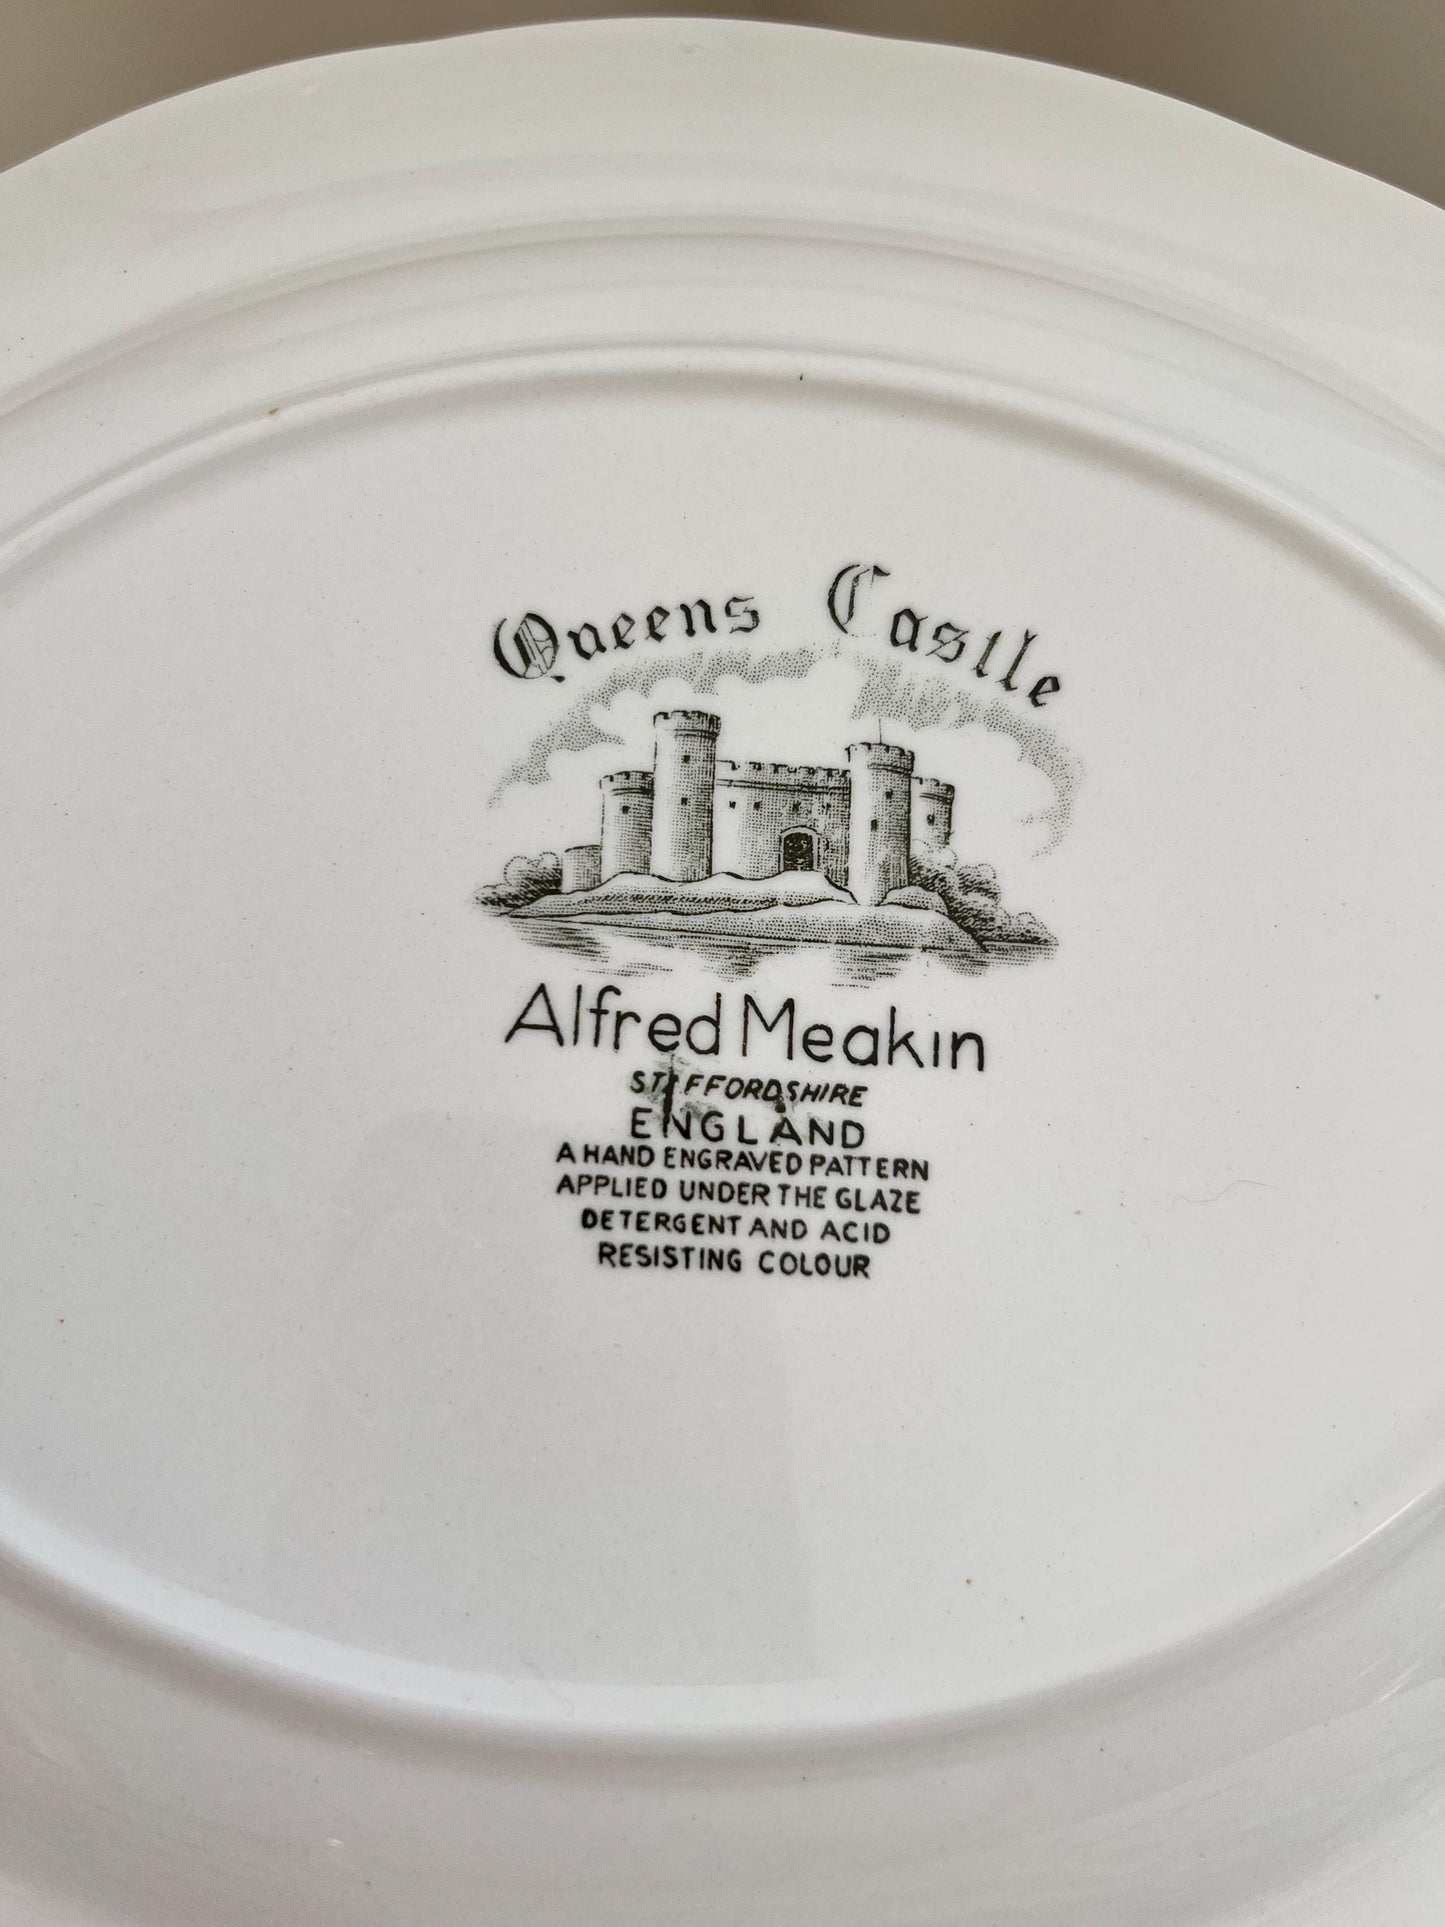 Queens Castle
Alfred Meakin
STAFFORDSHIRE
ENGLAND
A HAND ENGRAVED PATTERN
APPLIED UNDER THE GLAZE
DETERGENT AND ACID
RESISTING COLOUR